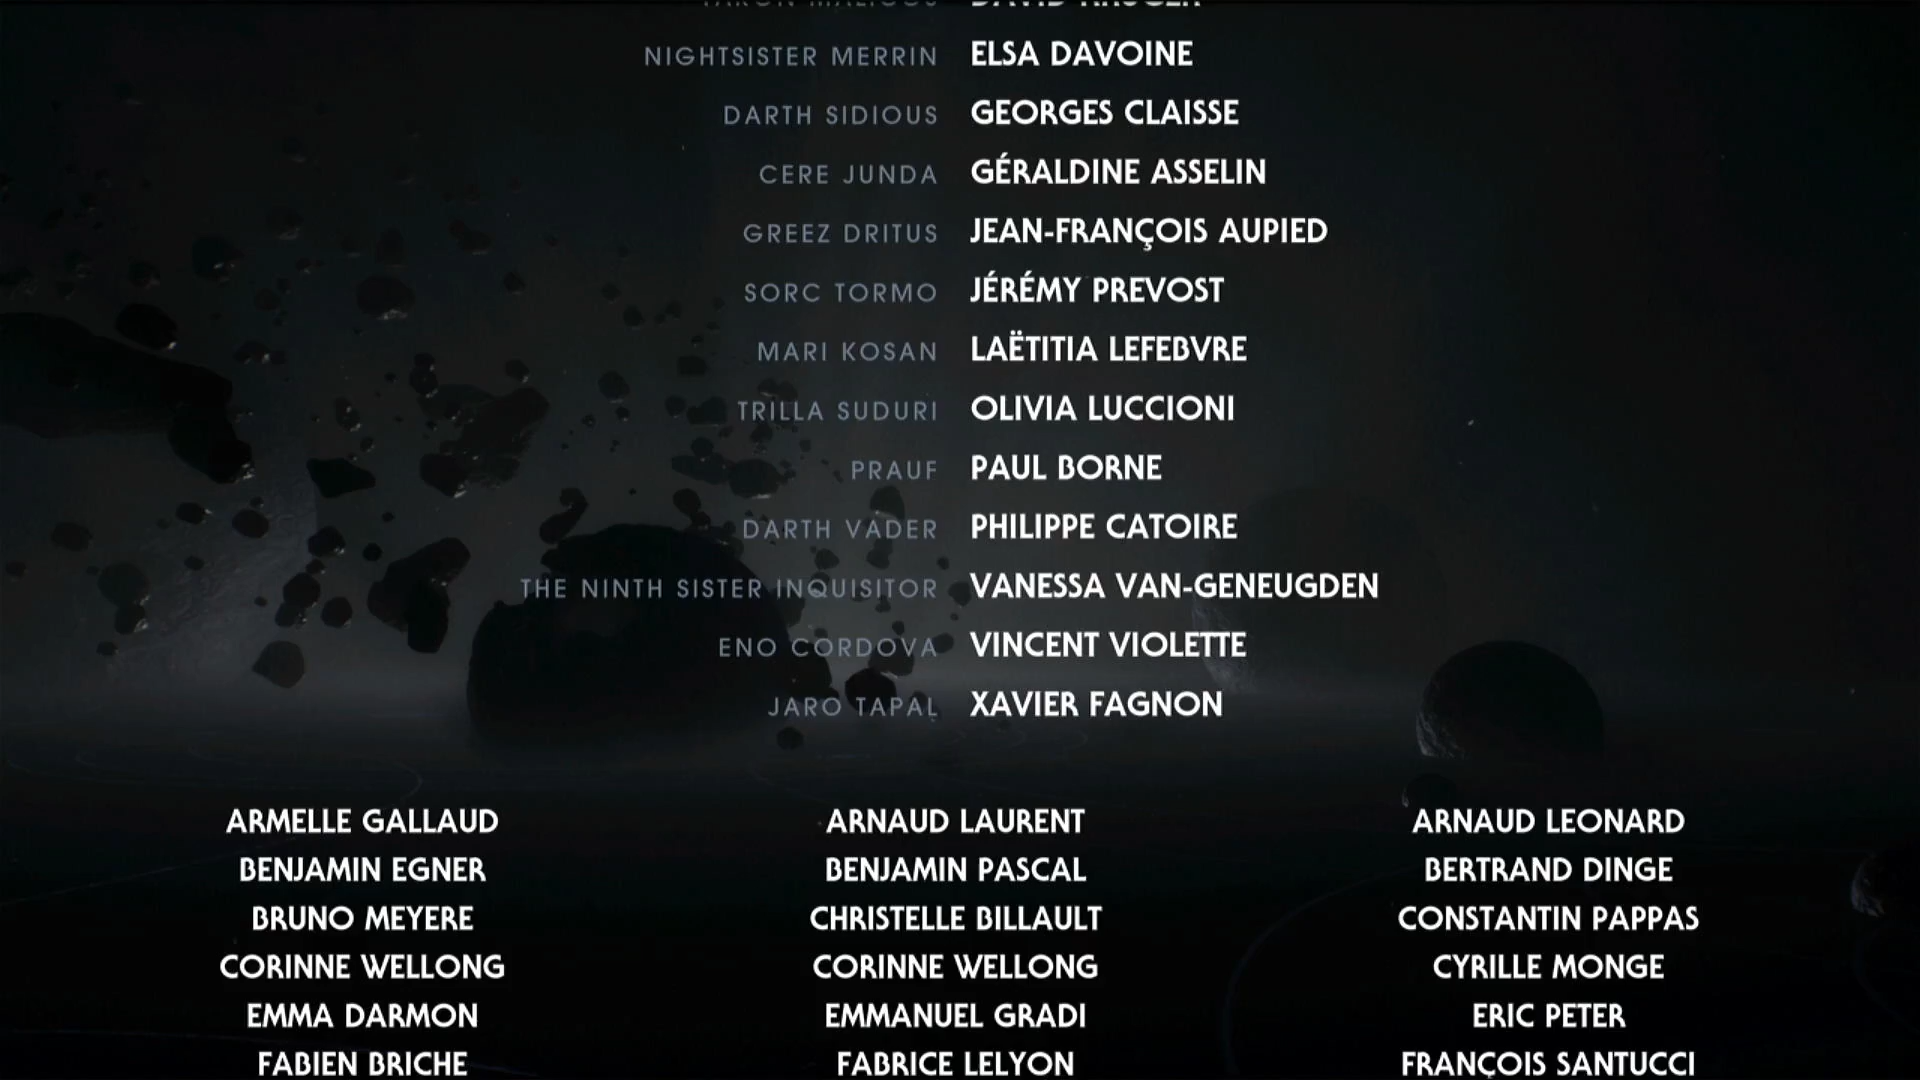 NIGHTSISTER MERRIN ELSA DAVOINE
DARTH SIDIOUS GEORGES CLAISSE
CERE JUNDA GÉRALDINE ASSELIN
GREEZ DRITUS JEAN-FRANÇOIS AUPIED
SORC TORMO JÉRÉMY PREVOST
MARI KOSAN LAËTITIA LEFEBVRE
TRILLA SUDURI OLIVIA LUCCIONI
PRAUF PAUL BORNE
DARTH VADER PHILIPPE CATOIRE
THE NINTH SISTER INQUISITOR VANESSA VAN-GENEUGDEN
ENO CORDOVA VINCENT VIOLETTE
JARO TAPAL XAVIER FAGNON
ARMELLE GALLAUD ARNAUD LAURENT ARNAUD LEONARD
BENJAMIN EGNER BENJAMIN PASCAL BERTRAND DINGE
BRUNO MEYERE CHRISTELLE BILLAULT CONSTANTIN PAPPAS
CORINNE WELLONG CORINNE WELLONG CYRILLE MONGE
EMMA DARMON EMMANUEL GRADI ERIC PETER
FABIEN BRICHE FABRICE LELYON FRANÇOIS SANTUCCI